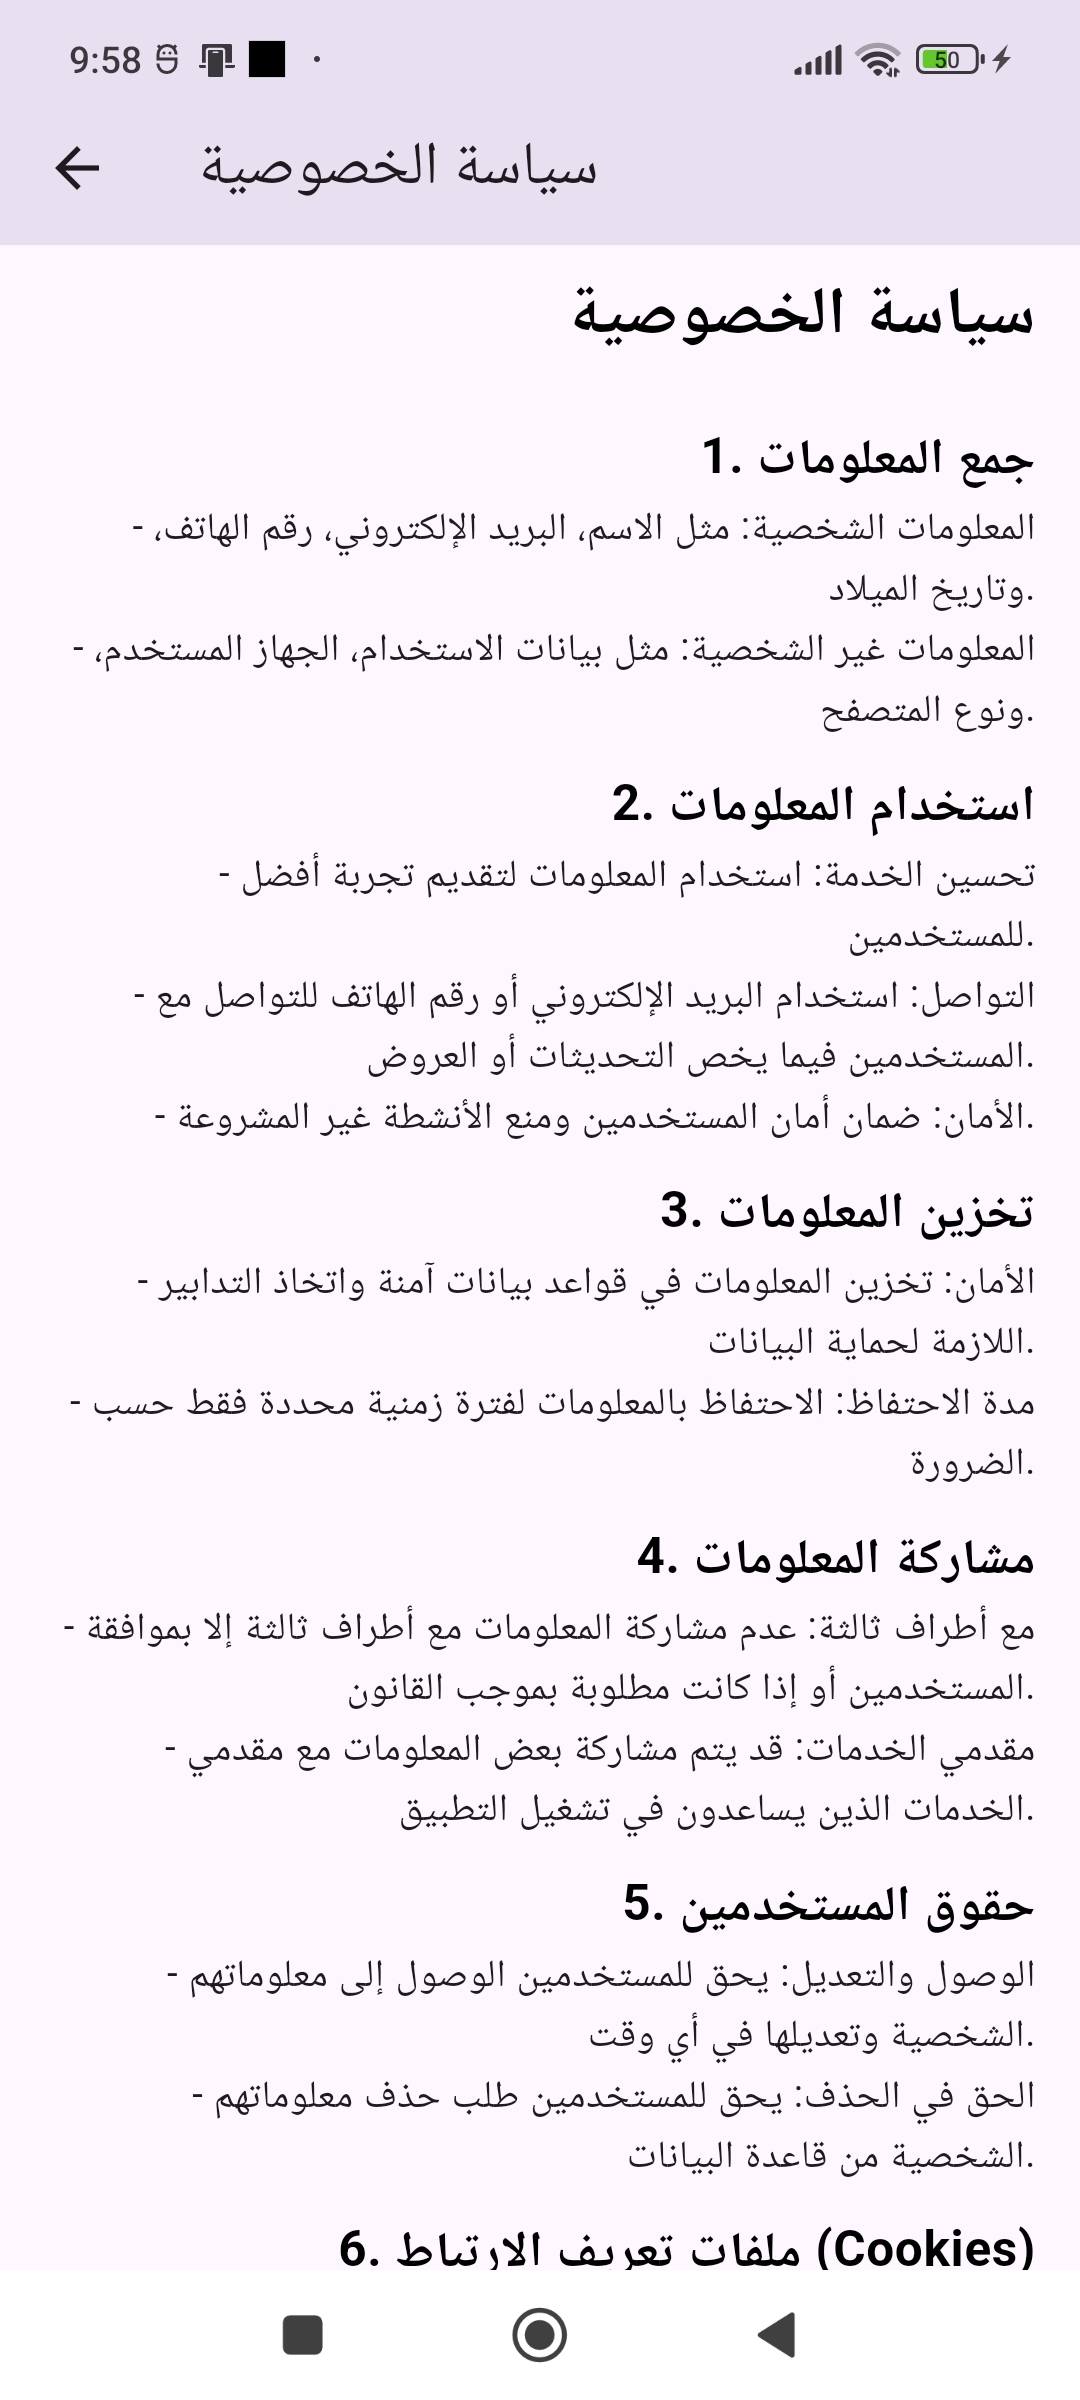 9:58
50
سياسة الخصوصية
سياسة الخصوصية
1. جمع المعلومات
- المعلومات الشخصية: مثل الاسم، البريد الإلكتروني، رقم الهاتف،
وتاريخ الميلاد.
- المعلومات غير الشخصية: مثل بيانات الاستخدام، الجهاز المستخدم،
ونوع المتصفح.
2. استخدام المعلومات
- تحسين الخدمة: استخدام المعلومات لتقديم تجربة أفضل
للمستخدمين.
- التواصل: استخدام البريد الإلكتروني أو رقم الهاتف للتواصل مع
المستخدمين فيما يخص التحديثات أو العروض.
- الأمان: ضمان أمان المستخدمين ومنع الأنشطة غير المشروعة.
3. تخزين المعلومات
- الأمان: تخزين المعلومات في قواعد بيانات آمنة واتخاذ التدابير
اللازمة لحماية البيانات.
- مدة الاحتفاظ: الاحتفاظ بالمعلومات لفترة زمنية محددة فقط حسب
الضرورة.
4. مشاركة المعلومات
- مع أطراف ثالثة: عدم مشاركة المعلومات مع أطراف ثالثة إلا بموافقة
المستخدمين أو إذا كانت مطلوبة بموجب القانون.
- مقدمي الخدمات: قد يتم مشاركة بعض المعلومات مع مقدمي
الخدمات الذين يساعدون في تشغيل التطبيق.
5. حقوق المستخدمين
- الوصول والتعديل: يحق للمستخدمين الوصول إلى معلوماتهم
الشخصية وتعديلها في أي وقت.
- الحق في الحذف: يحق للمستخدمين طلب حذف معلوماتهم
الشخصية من قاعدة البيانات.
6. ملفات تعريف الارتباط (Cookies)